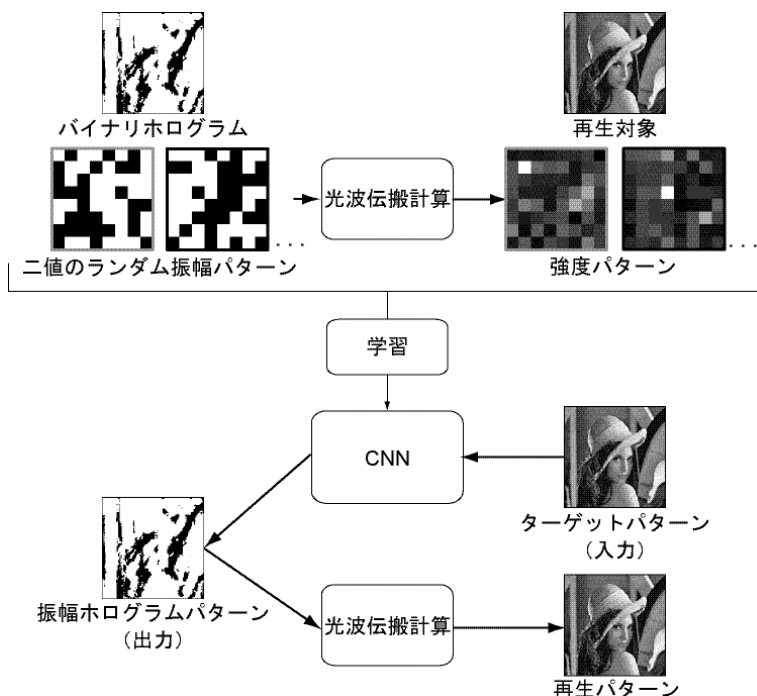 バイナリホログラム
再生対象
光波伝搬計算
...
...
二値のランダム振幅パターン
強度パターン
学習
CNN
ターゲットパターン
（入力）
振幅ホログラムパターン
（出力）
光波伝搬計算
再生パターン